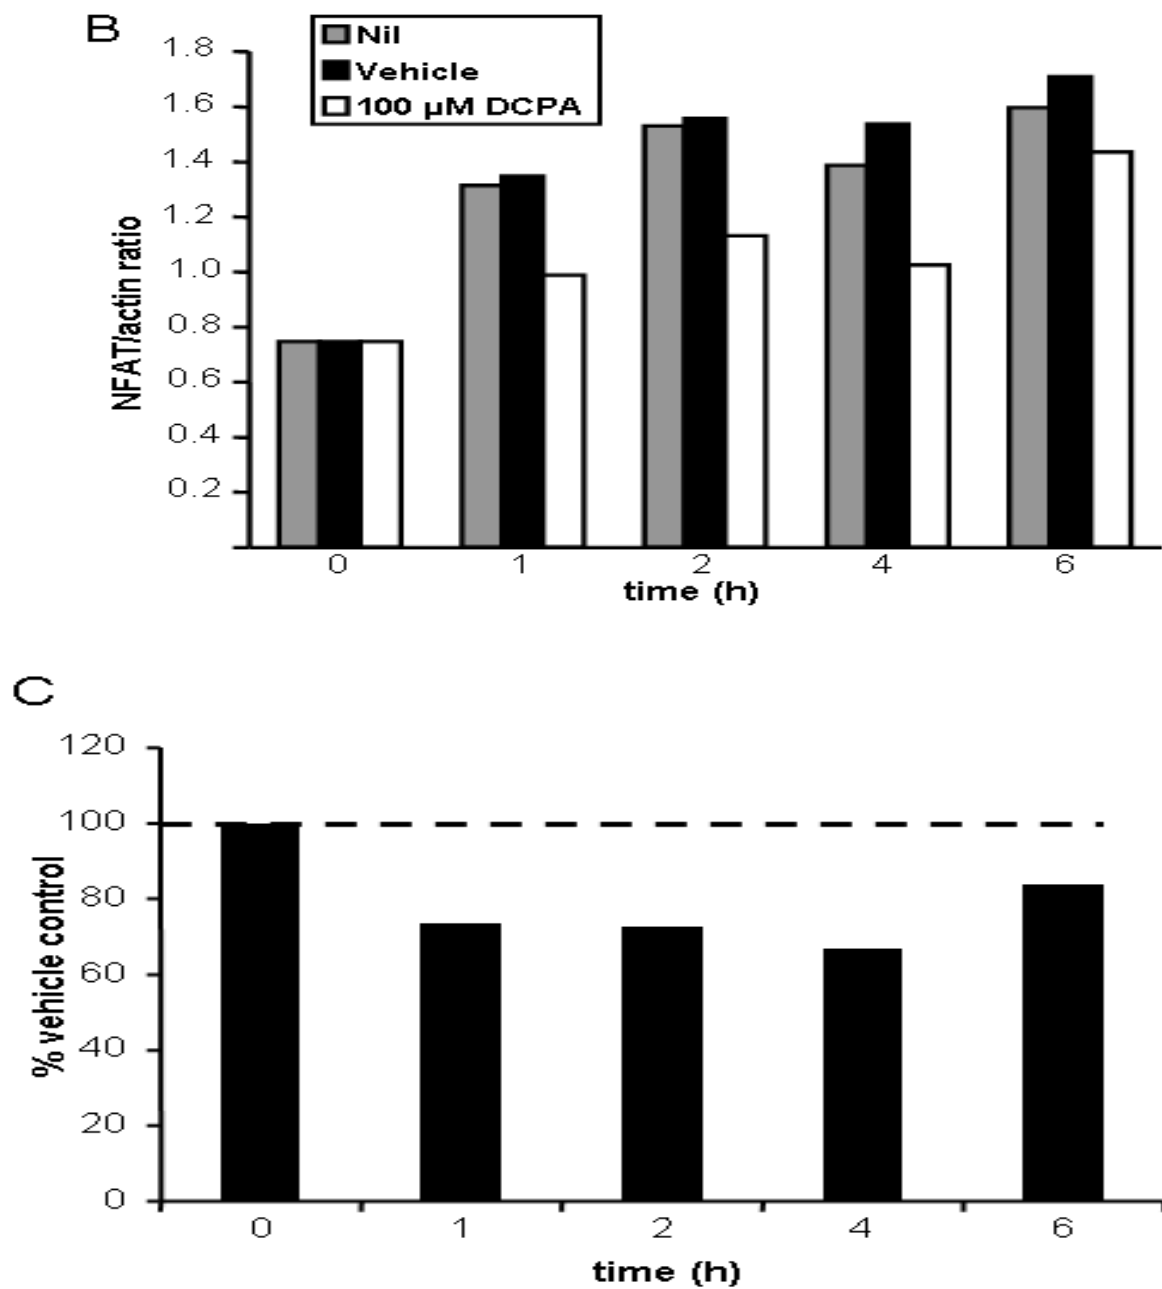 B
Nil
Vehicle
100 µM DCPA
1.8
1.6
1.4
1.2
1.0
0.8
0.6
0.4
0.2
NFAT/actin ratio
0 1 2 4 6
time (h)
C
120
100
80
60
40
20
0
% vehicle control
0 1 2 4 6
time (h)